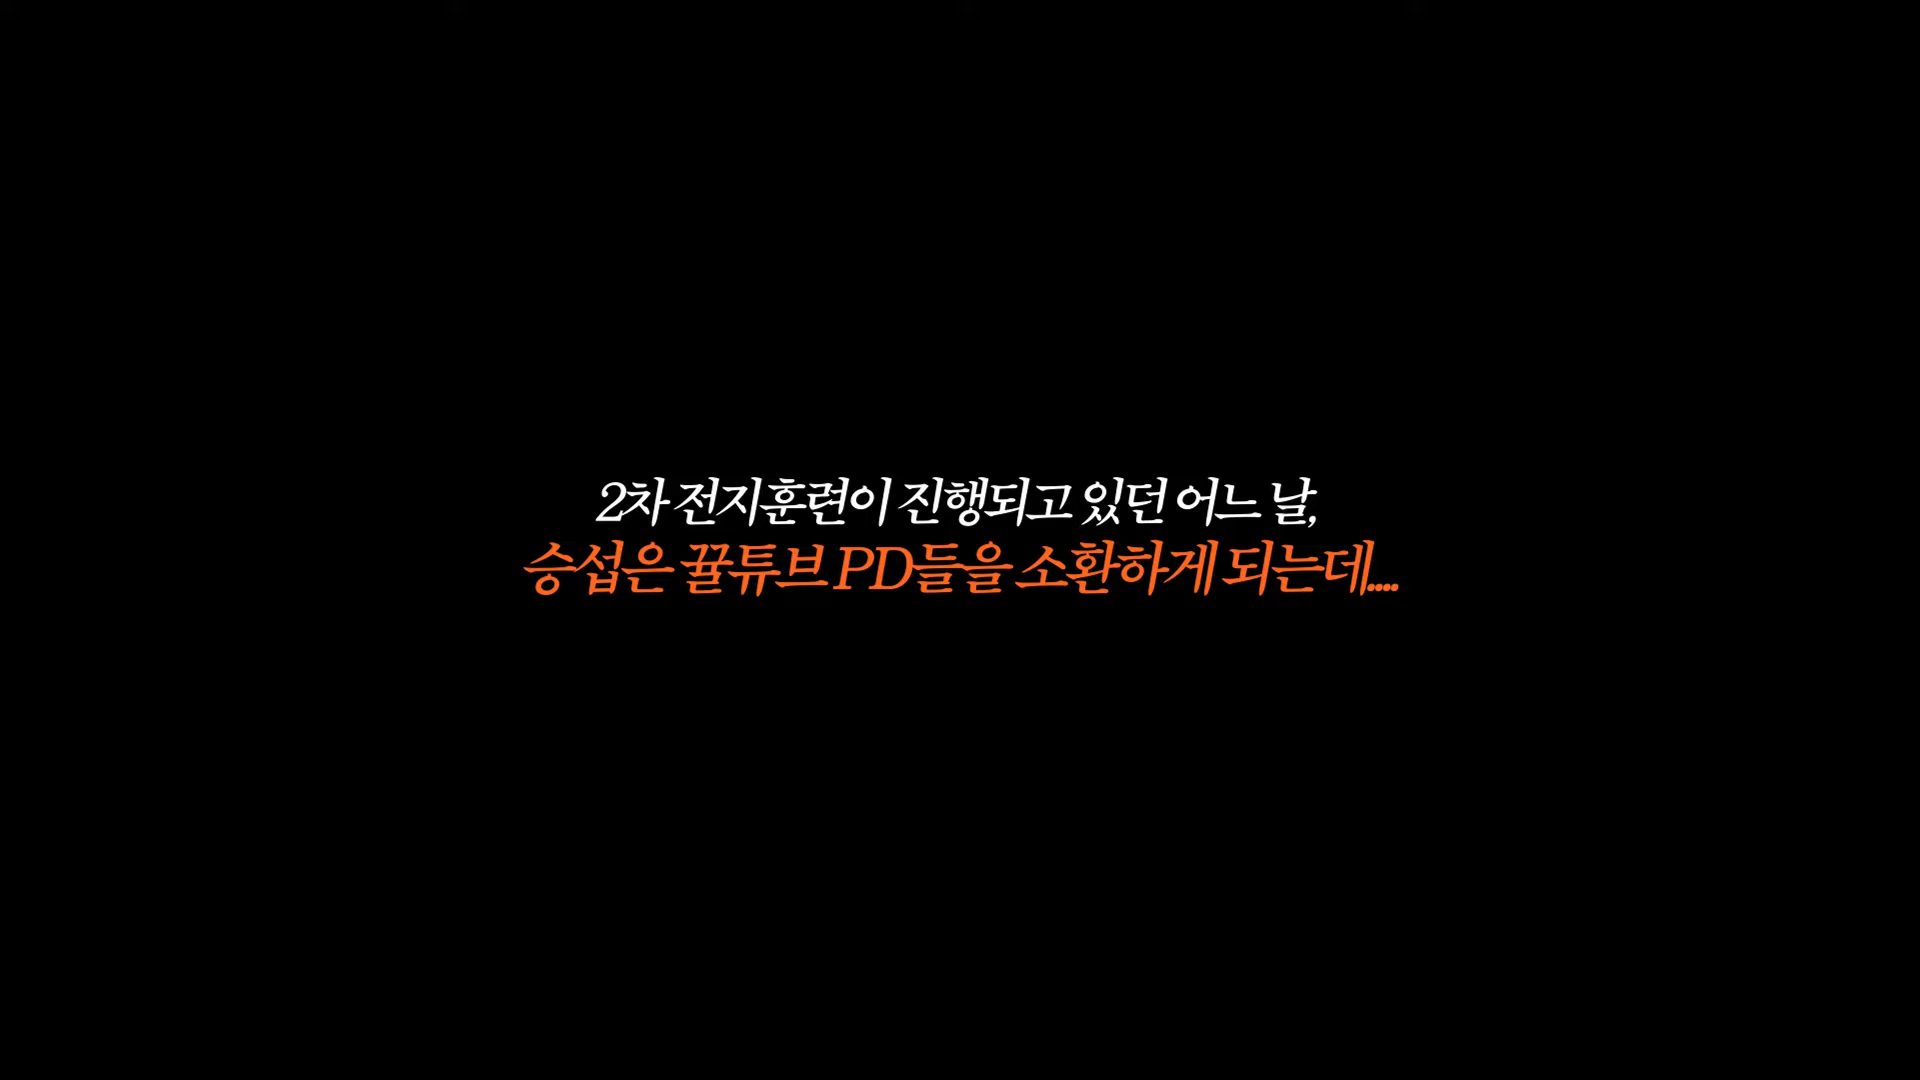 2차 전지훈련이 진행되고 있던 어느 날,
승섭은 뀰튜브 PD들을 소환하게 되는데....